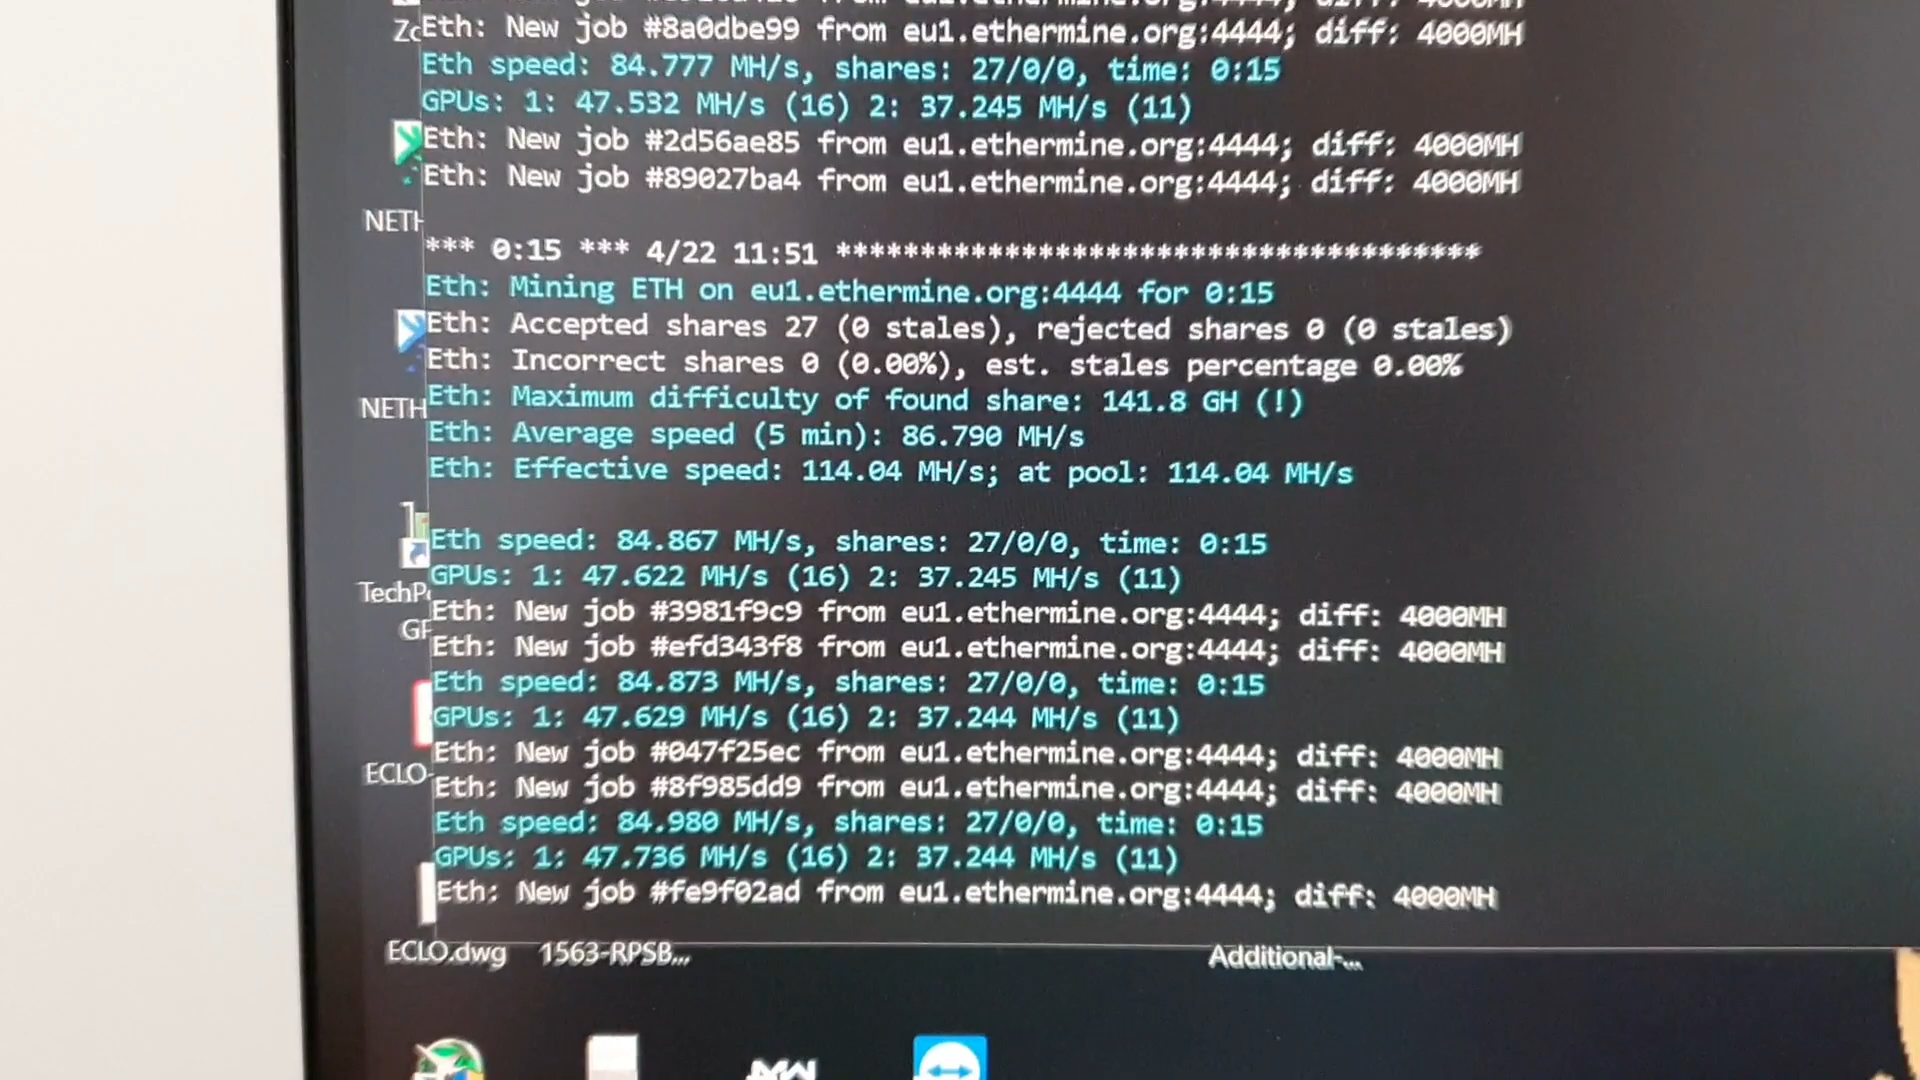 Eth: New job #8a0dbe99 from eu1.ethermine.org:4444; diff: 4000MH
Eth speed: 84.777 MH/s, shares: 27/0/0, time: 0:15
GPUs: 1: 47.532 MH/s (16) 2: 37.245 MH/s (11)
Eth: New job #2d56ae85 from eu1.ethermine.org:4444; diff: 4000MH
Eth: New job #89027ba4 from eu1.ethermine.org:4444; diff: 4000MH
NETH
*** 0:15 *** 4/22 11:51 **************************************
Eth: Mining ETH on eu1.ethermine.org:4444 for 0:15
Eth: Accepted shares 27 (0 stales), rejected shares 0 (0 stales)
Eth: Incorrect shares 0 (0.00%), est. stales percentage 0.00%
Eth: Maximum difficulty of found share: 141.8 GH (!)
NETH
Eth: Average speed (5 min): 86.790 MH/s
Eth: Effective speed: 114.04 MH/s; at pool: 114.04 MH/s
Eth speed: 84.867 MH/s, shares: 27/0/0, time: 0:15
GPUs: 1: 47.622 MH/s (16) 2: 37.245 MH/s (11)
TechP
Eth: New job #3981f9c9 from eu1.ethermine.org:4444; diff: 4000MH
GP
Eth: New job #efd343f8 from eu1.ethermine.org:4444; diff: 4000MH
Eth speed: 84.873 MH/s, shares: 27/0/0, time: 0:15
GPUs: 1: 47.629 MH/s (16) 2: 37.244 MH/s (11)
Eth: New job #047f25ec from eu1.ethermine.org:4444; diff: 4000MH
ECLO-
Eth: New job #8f985dd9 from eu1.ethermine.org:4444; diff: 4000MH
Eth speed: 84.980 MH/s, shares: 27/0/0, time: 0:15
GPUs: 1: 47.736 MH/s (16) 2: 37.244 MH/s (11)
Eth: New job #fe9f02ad from eu1.ethermine.org:4444; diff: 4000MH
ECLO.dwg 1563-RPSB... Additional-...